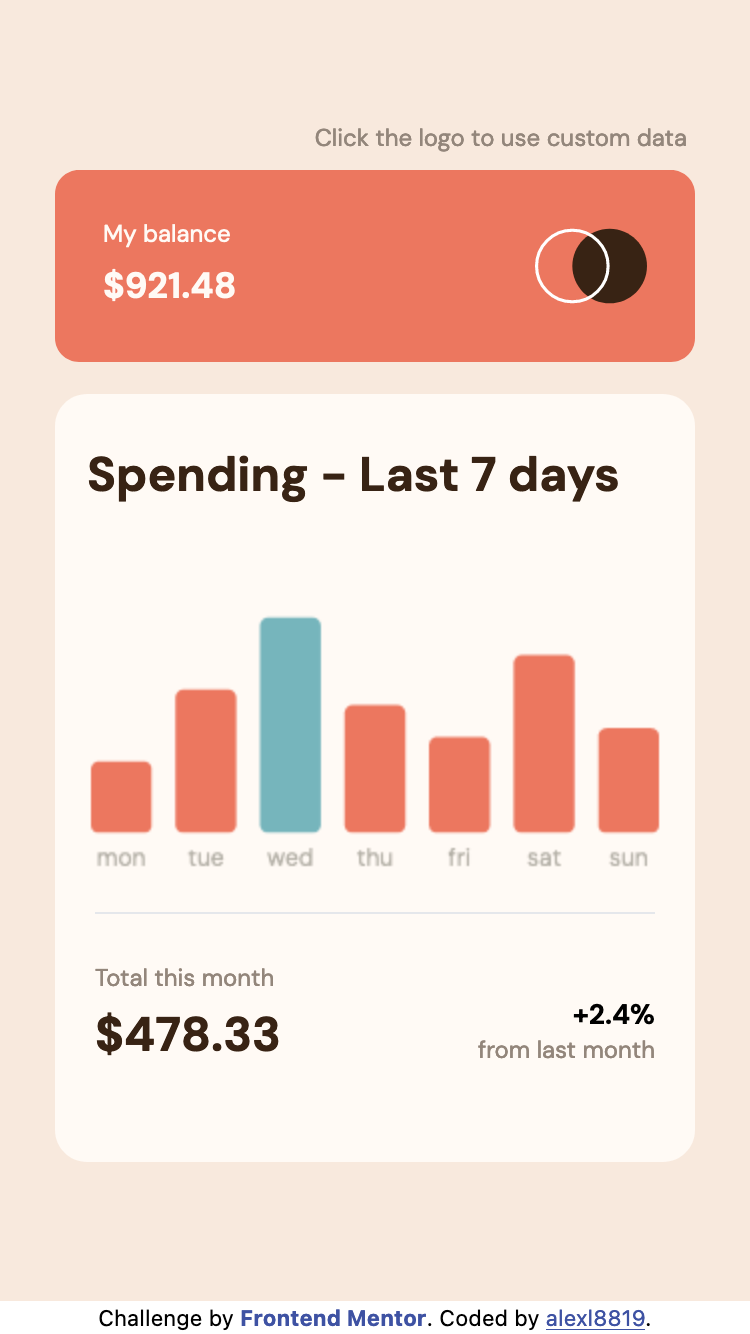 Click the logo to use custom data
My balance
$921.48
Spending - Last 7 days
mon tue wed thu fri sat sun
Total this month
$478.33
+2.4%
from last month
Challenge by Frontend Mentor. Coded by alexl8819.